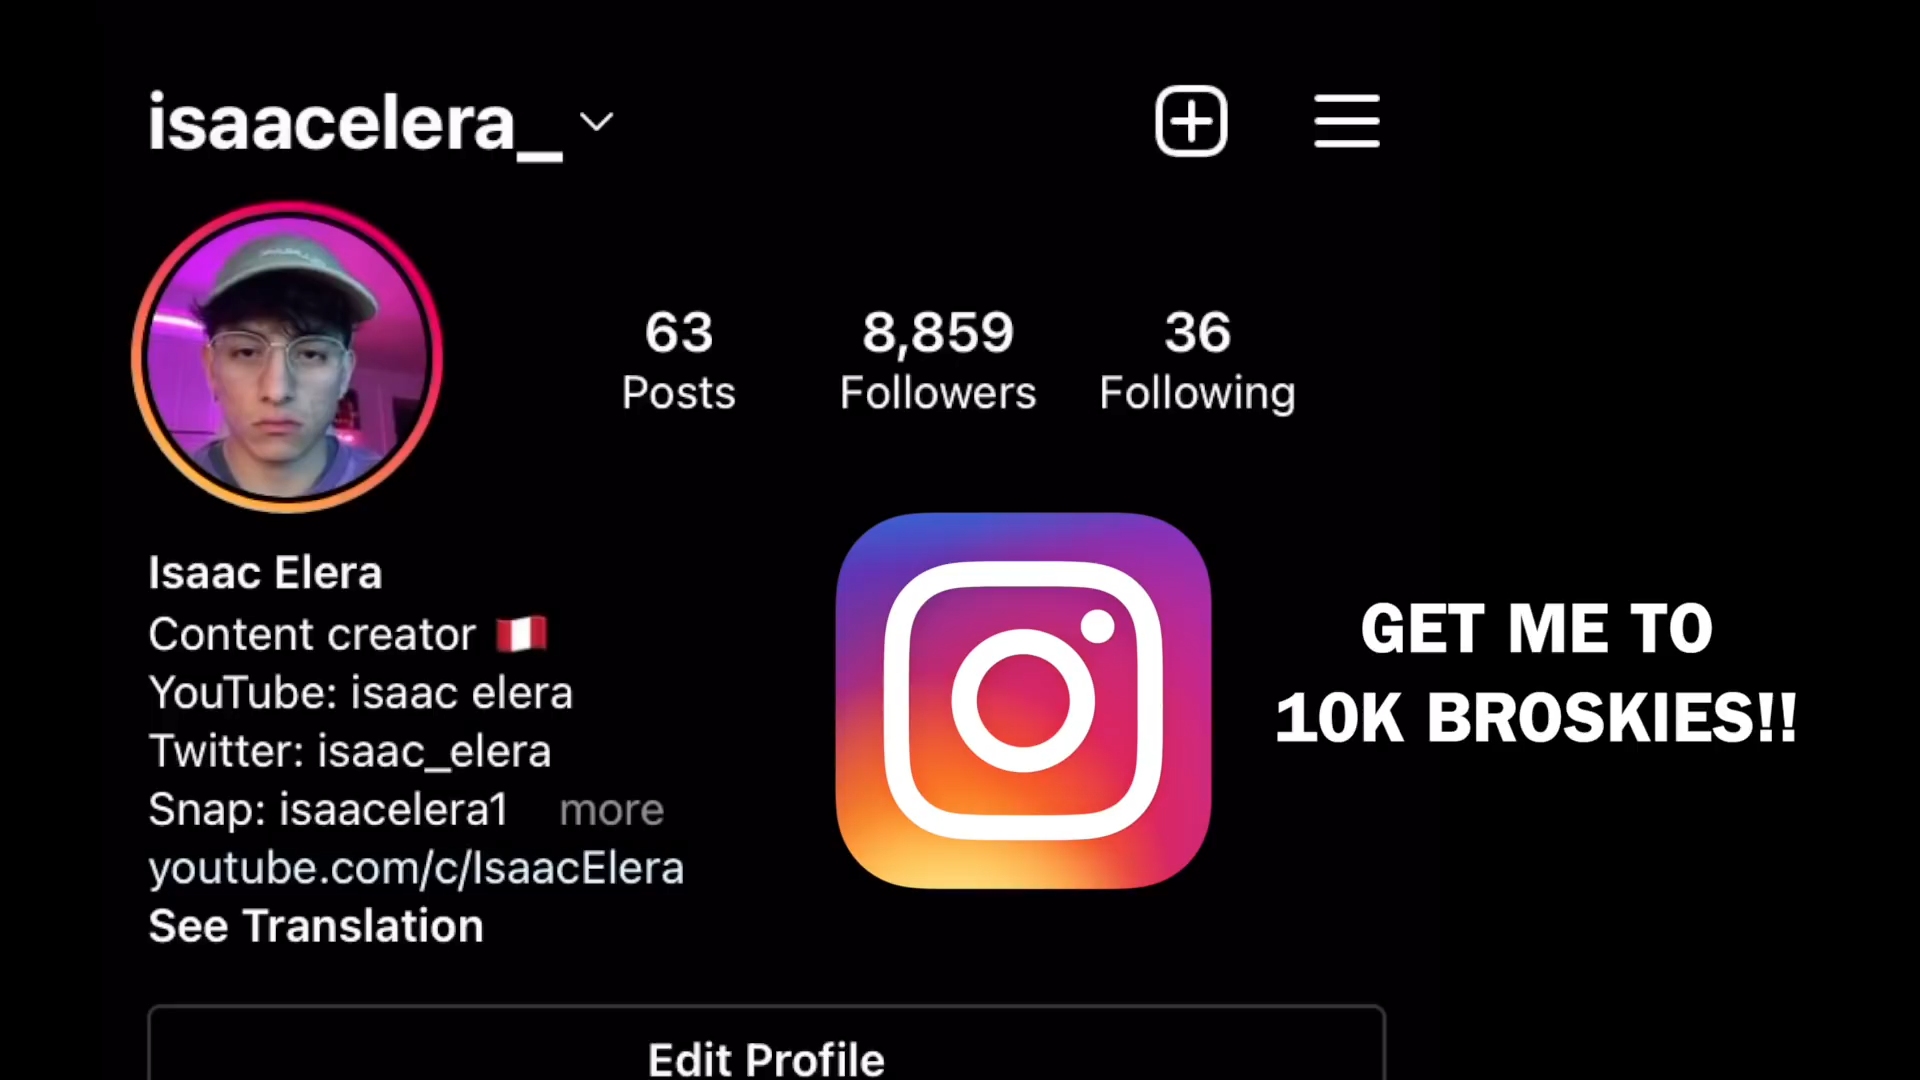 isaacelera_
63 8,859 36
Posts Followers Following
Isaac Elera
Content creator 🇵🇪
YouTube: isaac elera
Twitter: isaac_elera
Snap: isaacelera1 more
youtube.com/c/IsaacElera
See Translation
Edit Profile
GET ME TO
10K BROSKIES!!